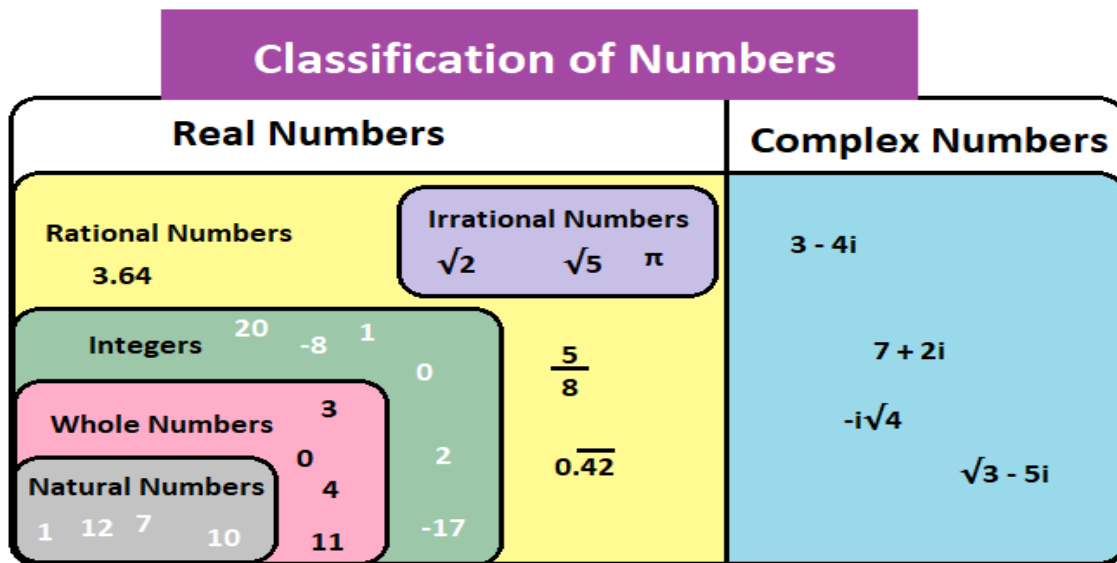 Classification of Numbers
Real Numbers
Complex Numbers
Rational Numbers
3.64
Irrational Numbers
√2 √5 π
Integers
20 -8 1
0
2
-17
Whole Numbers
3
0
4
11
Natural Numbers
1 12 7 10
5
8
0.4̅2̅
3 - 4i
7 + 2i
-i√4
√3 - 5i